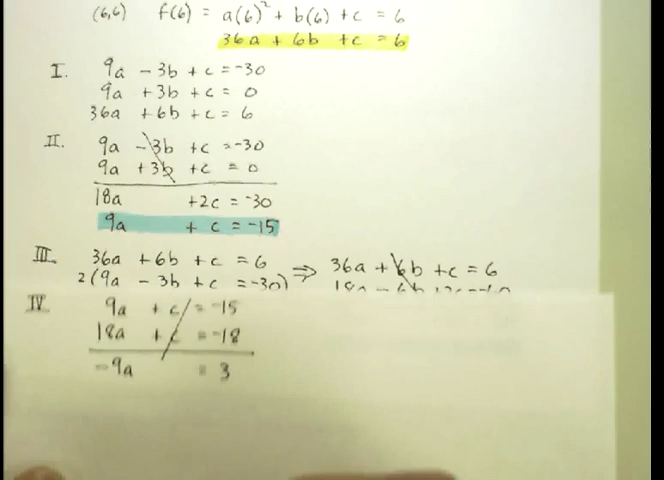 (6,6) f(6) = a(6)² + b(6) + c = 6
36a + 6b + c = 6
I. 9a - 3b + c = -30
9a + 3b + c = 0
36a + 6b + c = 6
II. 9a - 3b + c = -30
9a + 3b + c = 0
18a + 2c = -30
9a + c = -15
III. 36a + 6b + c = 6 ⇒ 36a + 6b + c = 6
2(9a - 3b + c = -30) 18a - 6b
IV 9a + c = -15
18a + c = -18
-9a = 3